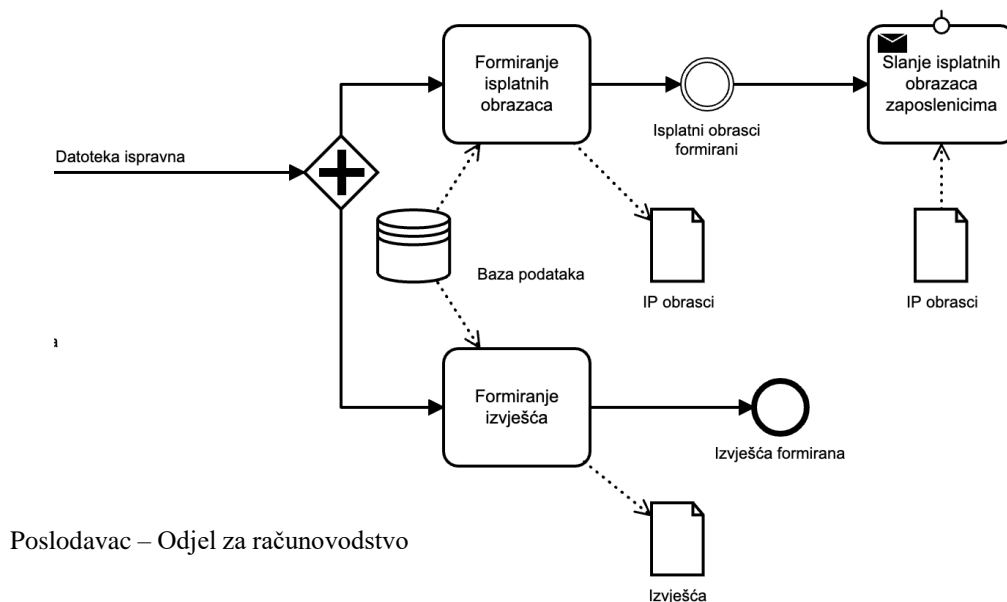 Formiranje
isplatnih
obrazaca
Slanje isplatnih
obrazaca
zaposlenicima
Isplatni obrasci
formirani
Datoteka ispravna
Baza podataka
IP obrasci
IP obrasci
a
Formiranje
izvješća
Izvješća formirana
Poslodavac – Odjel za računovodstvo
Izvješća